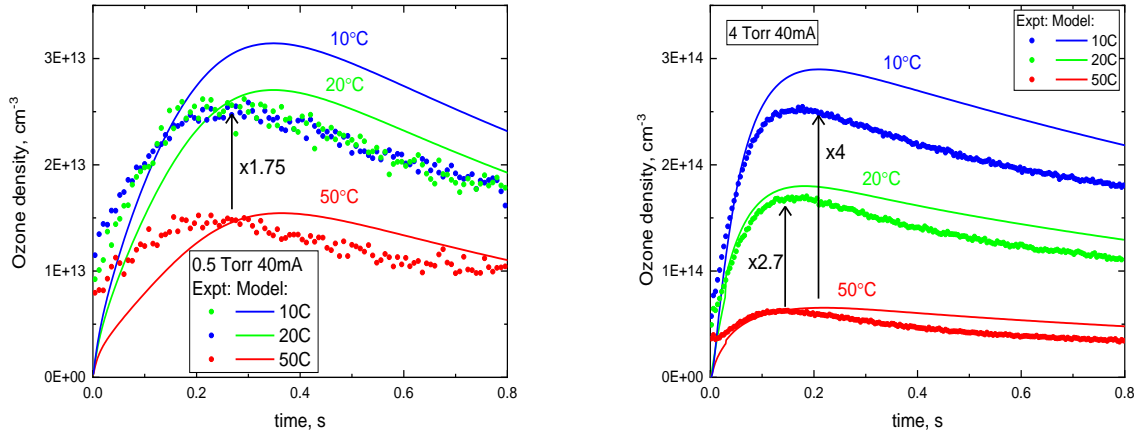 3E+13
2E+13
1E+13
0E+00
Ozone density, cm-3
10°C
20°C
x1.75
50°C
0.5 Torr 40mA
Expt: Model:
10C
20C
50C
0.0 0.2 0.4 0.6 0.8
time, s
3E+14
2E+14
1E+14
0E+00
Ozone density, cm-3
4 Torr 40mA
Expt: Model:
10C
20C
50C
10°C
x4
20°C
x2.7
50°C
0.0 0.2 0.4 0.6 0.8
time, s